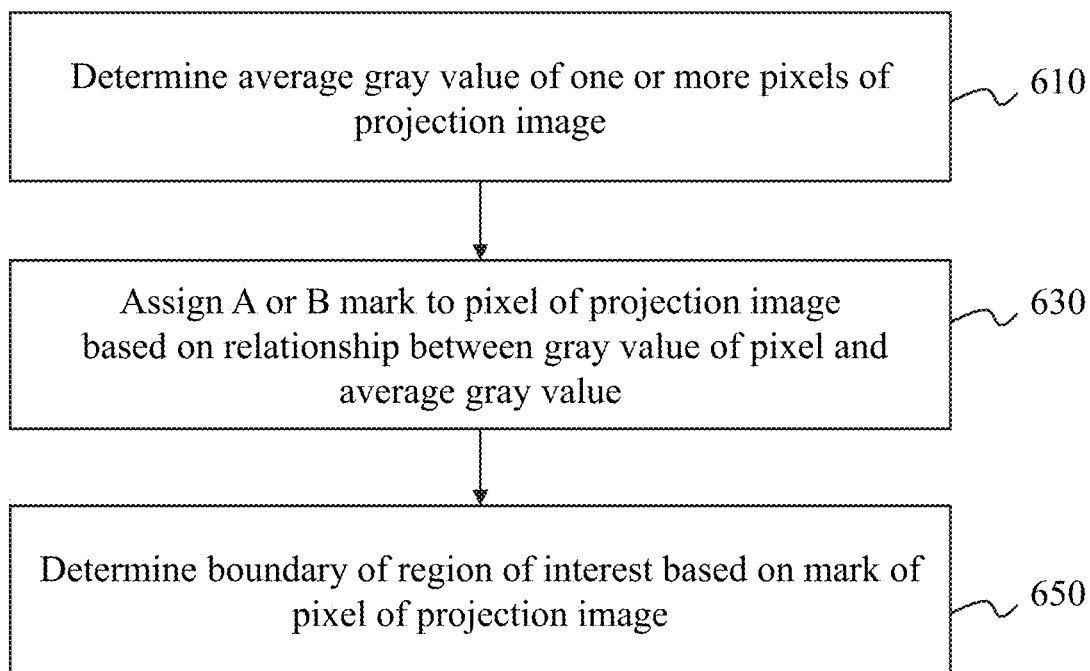 Determine average gray value of one or more pixels of
projection image
610
Assign A or B mark to pixel of projection image
based on relationship between gray value of pixel and
average gray value
630
Determine boundary of region of interest based on mark of
pixel of projection image
650